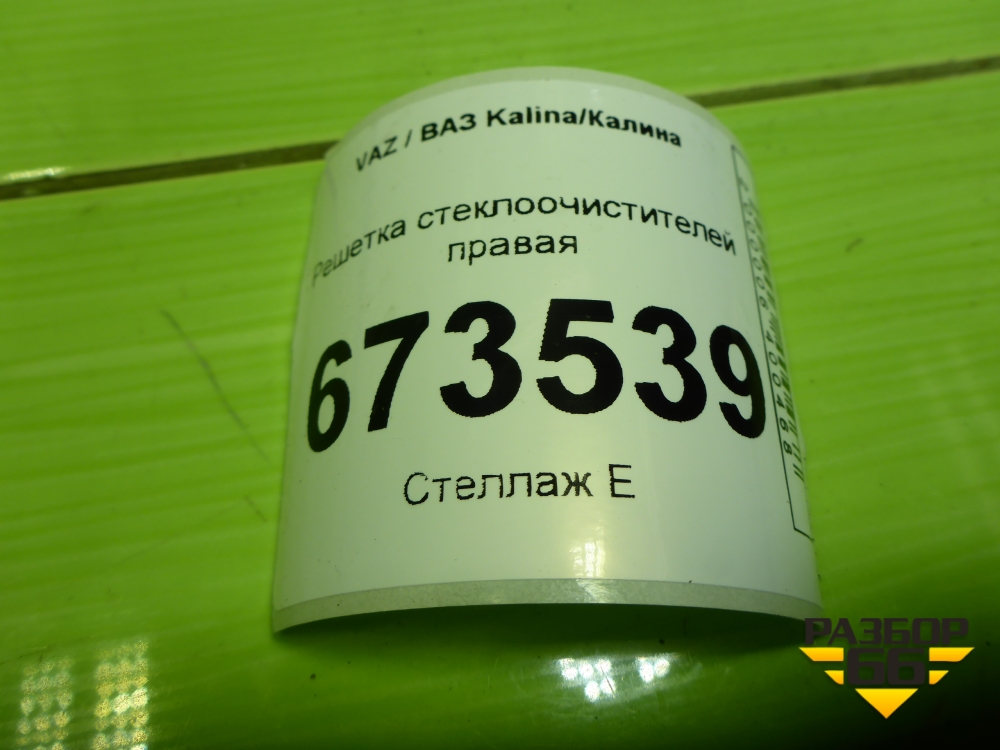 VAZ / ВАЗ Kalina/Калина
Решетка стеклоочистителей
правая
673539
Стеллаж Е
РАЗБОР
66